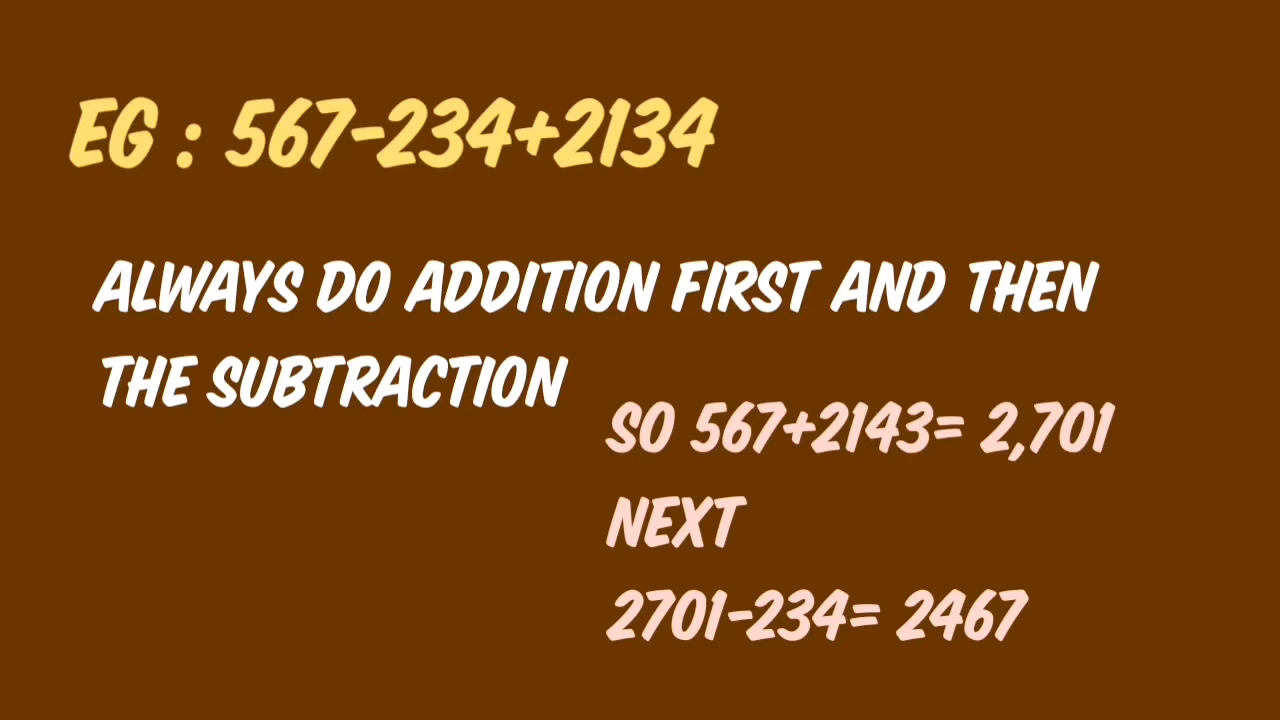 EG : 567-234+2134
ALWAYS DO ADDITION FIRST AND THEN
THE SUBTRACTION
SO 567+2143= 2,701
NEXT
2701-234= 2467